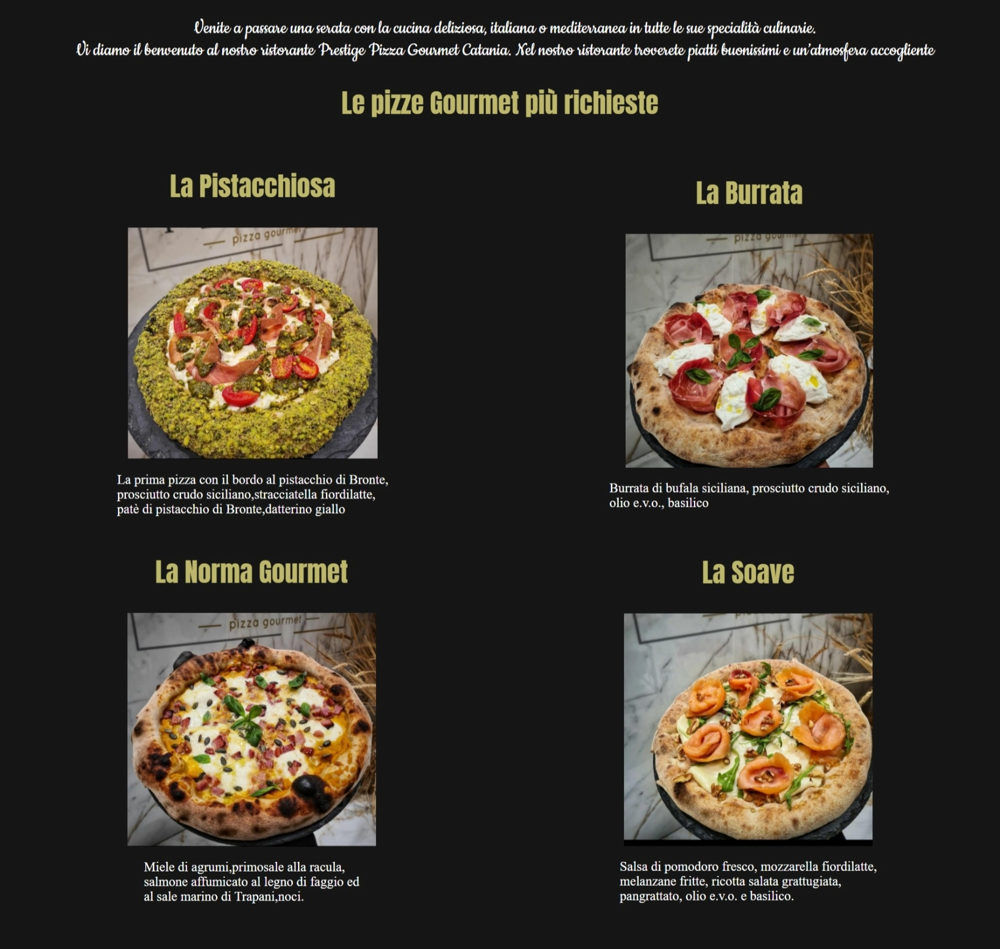 Venite a passare una serata con la cucina deliziosa, italiana o mediterranea in tutte le sue specialità culinarie.
Vi diamo il benvenuto al nostro ristorante Prestige Pizza Gourmet Catania. Nel nostro ristorante troverete piatti buonissimi e un'atmosfera accogliente
Le pizze Gourmet più richieste
La Pistacchiosa
pizza gourmet
La prima pizza con il bordo al pistacchio di Bronte,
prosciutto crudo siciliano,stracciatella fiordilatte,
patè di pistacchio di Bronte,datterino giallo
La Burrata
pizza gourmet
Burrata di bufala siciliana, prosciutto crudo siciliano,
olio e.v.o., basilico
La Norma Gourmet
pizza gourmet
Miele di agrumi,primosale alla racula,
salmone affumicato al legno di faggio ed
al sale marino di Trapani,noci.
La Soave
Salsa di pomodoro fresco, mozzarella fiordilatte,
melanzane fritte, ricotta salata grattugiata,
pangrattato, olio e.v.o. e basilico.